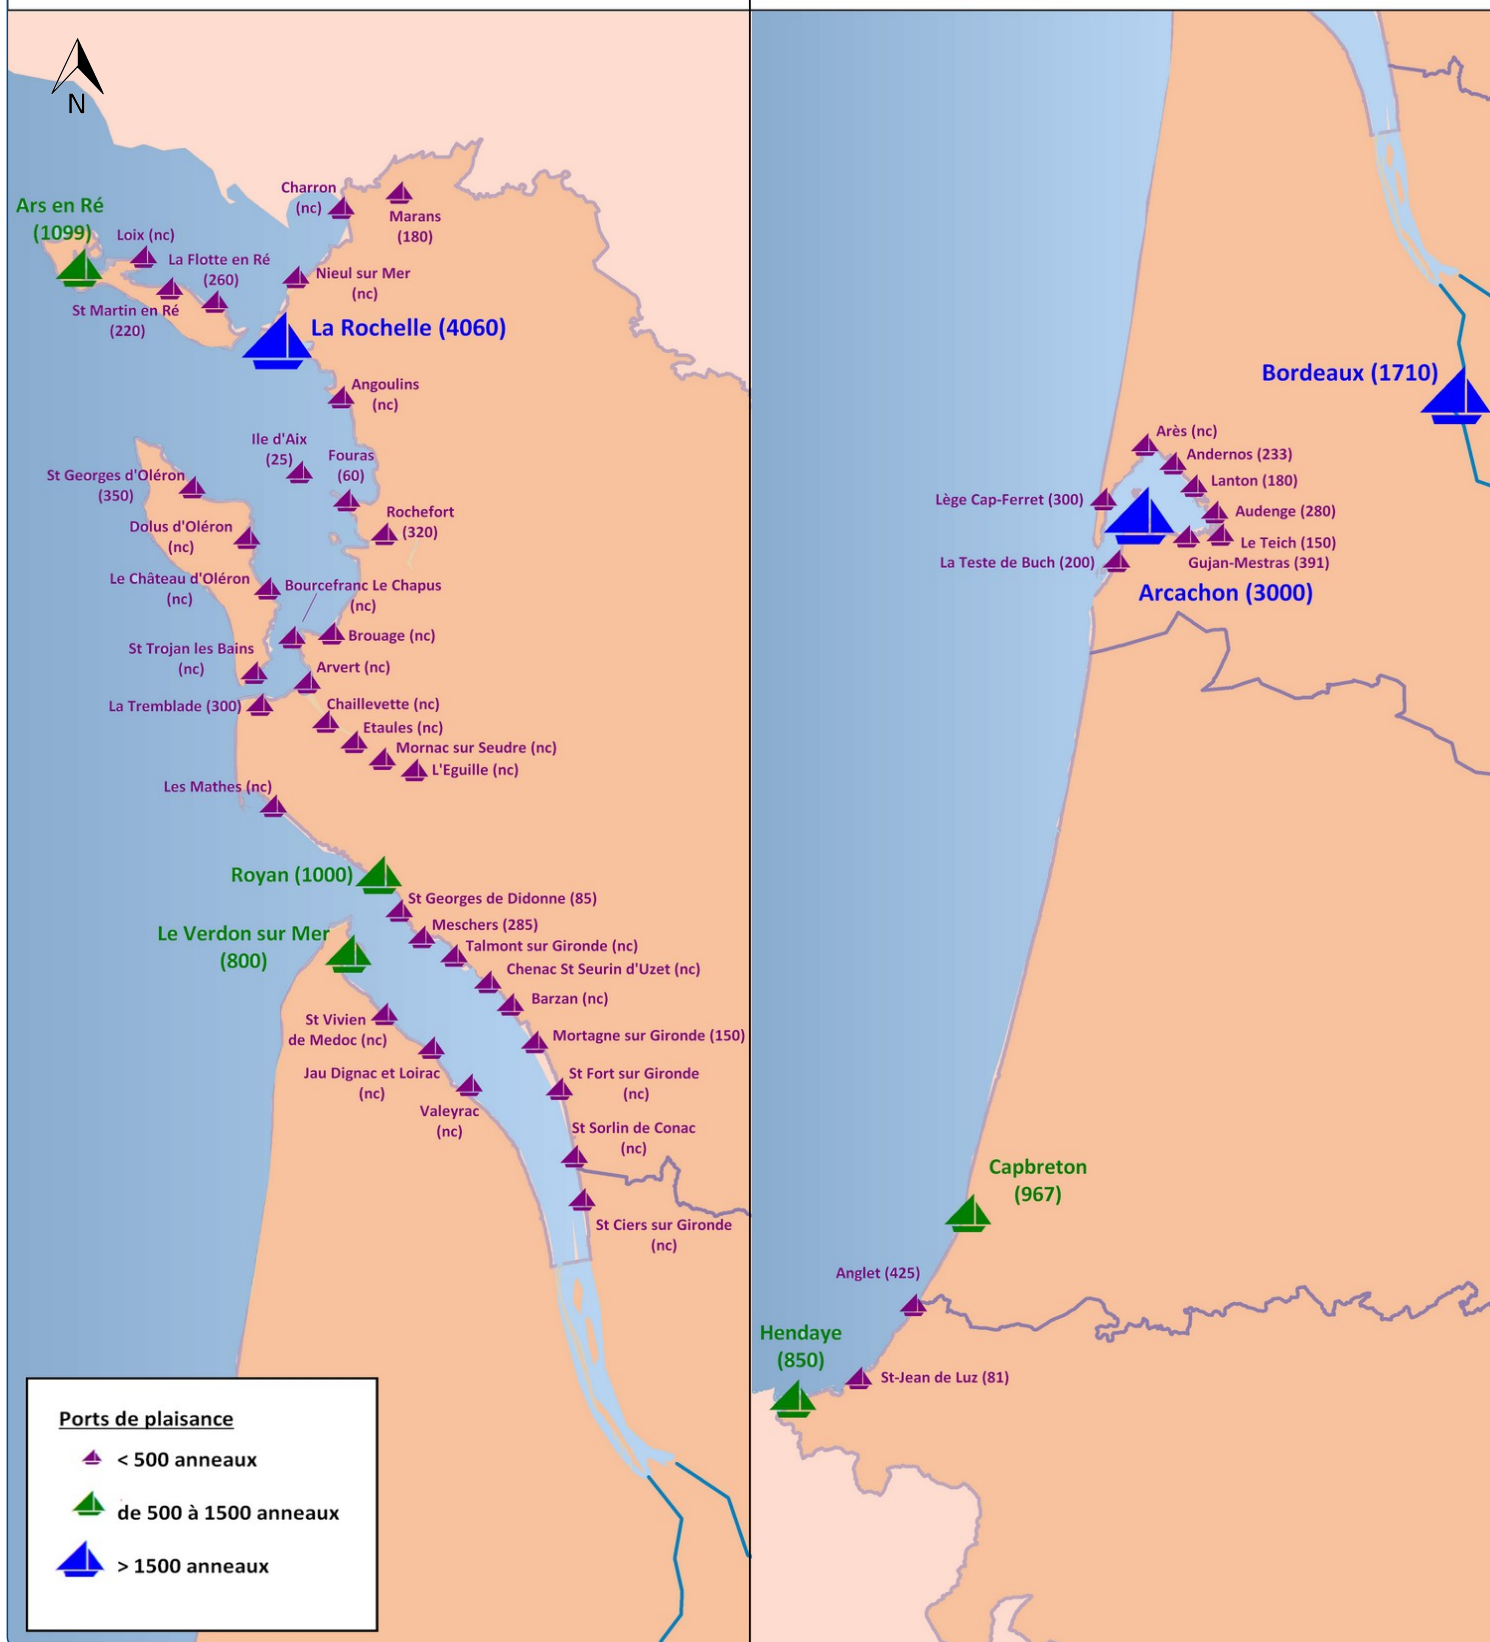 N
Charron
(nc)
Marans
(180)
Ars en Ré
(1099)
Loix (nc)
La Flotte en Ré
(260)
St Martin en Ré
(220)
Nieul sur Mer
(nc)
La Rochelle (4060)
Angoulins
(nc)
Ile d'Aix
(25)
Fouras
(60)
St Georges d'Oléron
(350)
Rochefort
(320)
Dolus d'Oléron
(nc)
Le Château d'Oléron
(nc)
Bourcefranc Le Chapus
(nc)
Brouage (nc)
St Trojan les Bains
(nc)
Arvert (nc)
La Tremblade (300)
Chaillevette (nc)
Etaules (nc)
Mornac sur Seudre (nc)
L'Eguille (nc)
Les Mathes (nc)
Royan (1000)
St Georges de Didonne (85)
Meschers (285)
Le Verdon sur Mer
(800)
Talmont sur Gironde (nc)
Chenac St Seurin d'Uzet (nc)
Barzan (nc)
St Vivien
de Medoc (nc)
Mortagne sur Gironde (150)
Jau Dignac et Loirac
(nc)
St Fort sur Gironde
(nc)
Valeyrac
(nc)
St Sorlin de Conac
(nc)
St Ciers sur Gironde
(nc)
Ports de plaisance
< 500 anneaux
de 500 à 1500 anneaux
> 1500 anneaux
Bordeaux (1710)
Arès (nc)
Andernos (233)
Lanton (180)
Lège Cap-Ferret (300)
Audenge (280)
Le Teich (150)
La Teste de Buch (200)
Gujan-Mestras (391)
Arcachon (3000)
Capbreton
(967)
Anglet (425)
Hendaye
(850)
St-Jean de Luz (81)